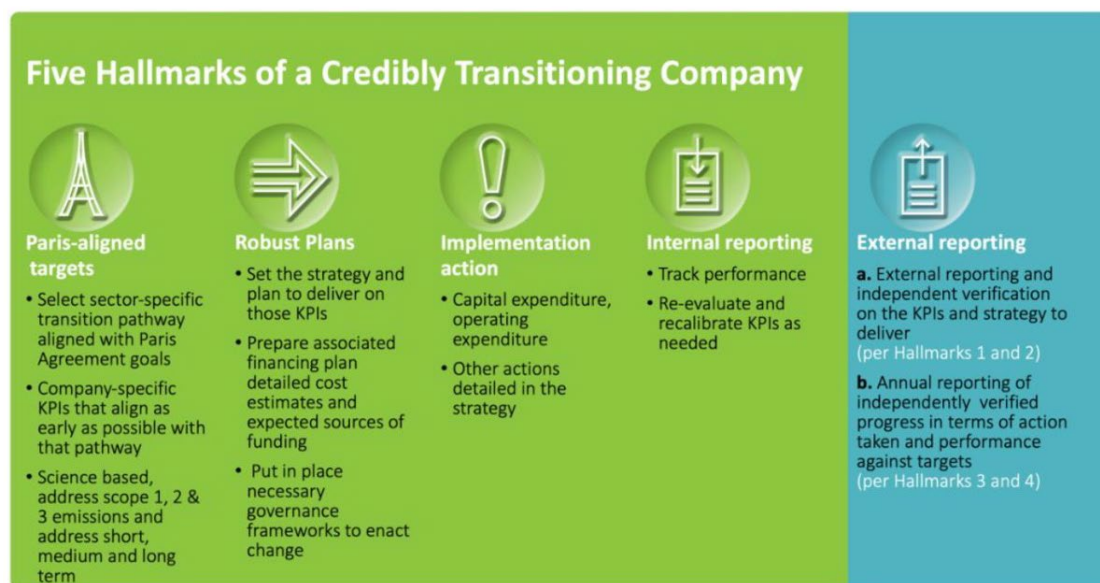 Five Hallmarks of a Credibly Transitioning Company
Paris-aligned
targets
• Select sector-specific
transition pathway
aligned with Paris
Agreement goals
• Company-specific
KPIs that align as
early as possible with
that pathway
• Science based,
address scope 1, 2 &
3 emissions and
address short,
medium and long
term
Robust Plans
• Set the strategy and
plan to deliver on
those KPIs
• Prepare associated
financing plan
detailed cost
estimates and
expected sources of
funding
• Put in place
necessary
governance
frameworks to enact
change
Implementation
action
• Capital expenditure,
operating
expenditure
• Other actions
detailed in the
strategy
Internal reporting
• Track performance
• Re-evaluate and
recalibrate KPIs as
needed
External reporting
a. External reporting and
independent verification
on the KPIs and strategy to
deliver
(per Hallmarks 1 and 2)
b. Annual reporting of
independently verified
progress in terms of action
taken and performance
against targets
(per Hallmarks 3 and 4)